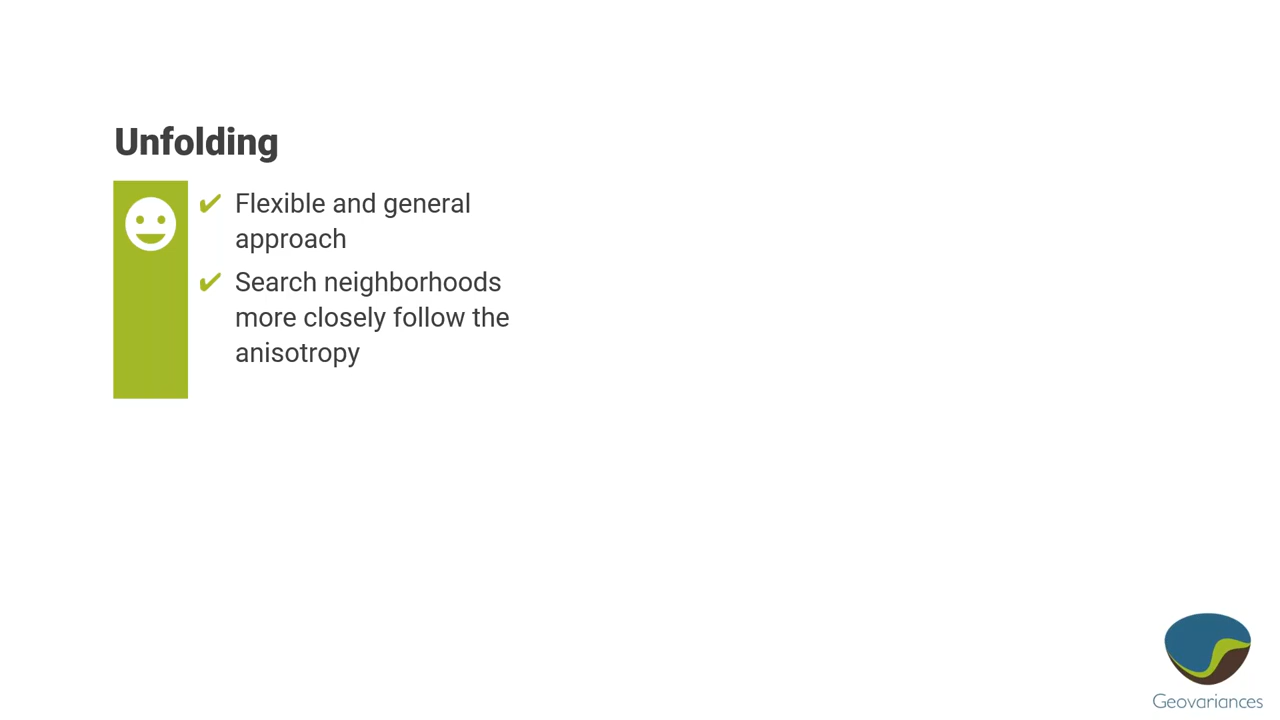 Unfolding
✔ Flexible and general
approach
✔ Search neighborhoods
more closely follow the
anisotropy
Geovariances